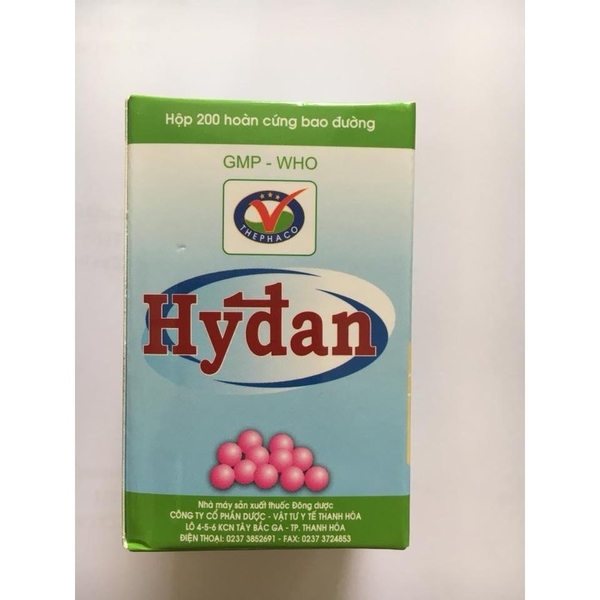 Hộp 200 hoàn cứng bao đường
GMP - WHO
THEPHACO
Hyđan
Nhà máy sản xuất thuốc Đông dược
CÔNG TY CỔ PHẦN DƯỢC - VẬT TƯ Y TẾ THANH HÓA
LÔ 4-5-6 KCN TÂY BẮC GA - TP. THANH HÓA
ĐIỆN THOẠI: 0237 3852691 - FAX: 0237 3724853